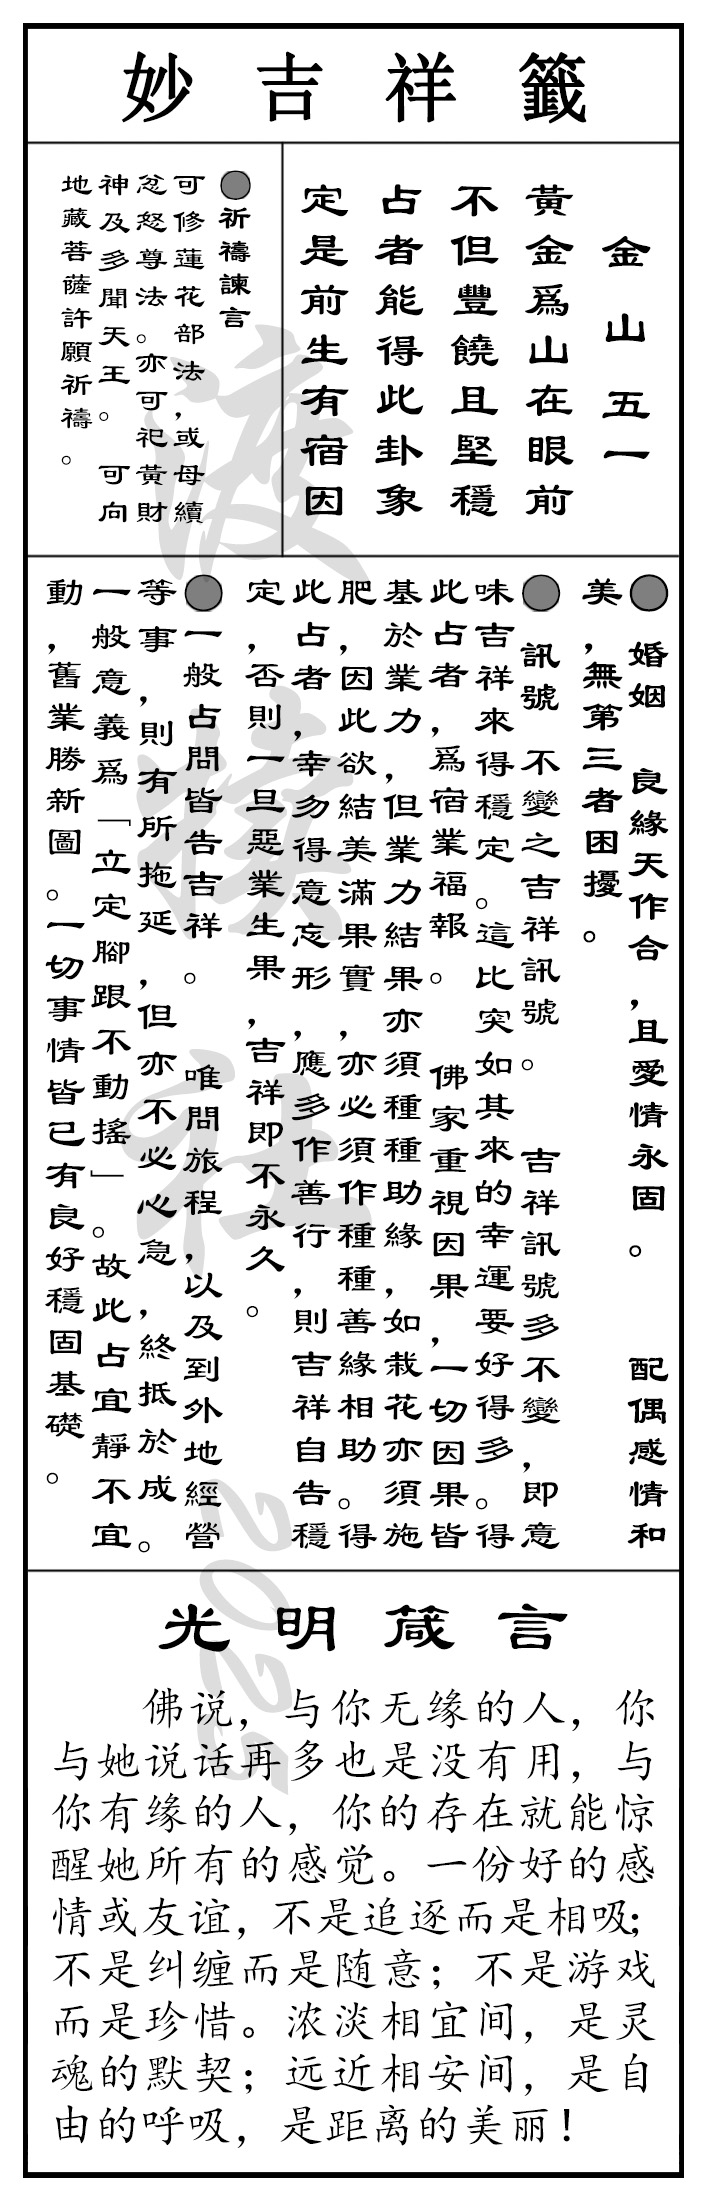 妙吉祥籤
金山五一
黃金爲山在眼前
不但豐饒且堅穩
占者能得此卦象
定是前生有宿因
●祈禱諫言
可修蓮花部法，或母續
忿怒尊法。亦可祀黃財
神及多聞天王。 可向
地藏菩薩許願祈禱。
● 婚姻 良緣天作合，且愛情永固。 配偶感情和
美，無第三者困擾。
● 訊號 不變之吉祥訊號。 吉祥訊號多不變，即意
味吉祥來得穩定。這比突如其來的幸運要好得多。得
此占者，爲宿業福報。 佛家重視因果，一切因果皆
基於業力，但業力結果亦須種種助緣，如栽花亦須施
肥，因此欲結美滿果實，亦必須作種種善緣相助。得
此占者，幸勿得意忘形，應多作善行，則吉祥自告穩
定，否則一旦惡業生果，吉祥即不永久。
●一般占問皆告吉祥。 唯問旅程，以及到外地經營
等事，則有所拖延，但亦不必心急，終抵於成。
一般意義爲「立定腳跟不動搖」。故此占宜靜不宜
動，舊業勝新圖。一切事情皆已有良好穩固基礎。
光明箴言
佛说，与你无缘的人，你
与她说话再多也是没有用，与
你有缘的人，你的存在就能惊
醒她所有的感觉。一份好的感
情或友谊，不是追逐而是相吸；
不是纠缠而是随意；不是游戏
而是珍惜。浓淡相宜间，是灵
魂的默契；远近相安间，是自
由的呼吸，是距离的美丽！
2025